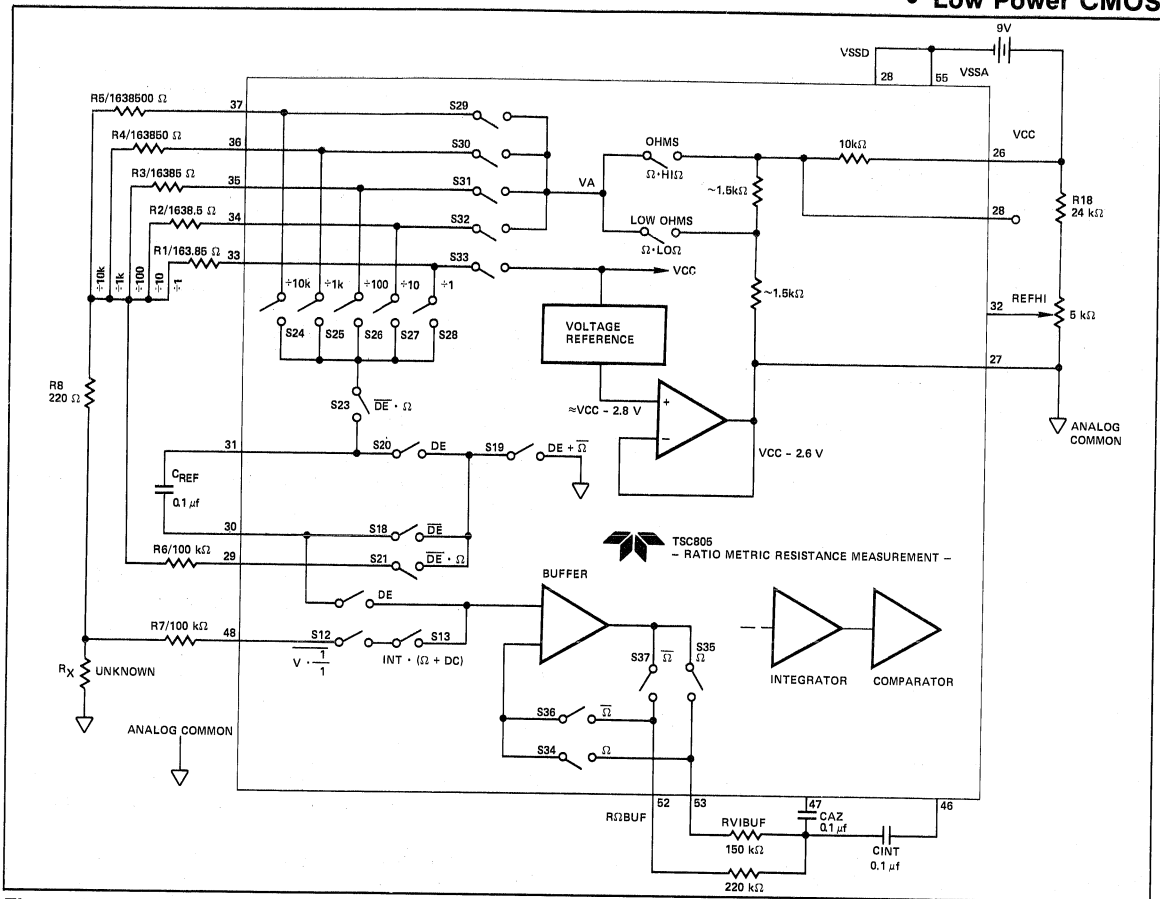 • Low Power CMOS
9V
VSSD
28
55
VSSA
R5/1638500 Ω
37
S29
R4/163850 Ω
36
S30
OHMS
Ω·HIΩ
10kΩ
VCC
26
R3/16385 Ω
35
S31
VA
~1.5kΩ
R2/1638.5 Ω
34
S32
LOW OHMS
Ω·LOΩ
28
R18
24 kΩ
R1/163.85 Ω
33
S33
VCC
÷10k
÷1k
÷100
÷10
÷1
÷10k
÷1k
÷100
÷10
÷1
~1.5kΩ
32
REFHI
5 kΩ
S24
S25
S26
S27
S28
VOLTAGE
REFERENCE
27
R8
220 Ω
S23
DE̅ · Ω
≈VCC – 2.8 V
+
–
VCC – 2.6 V
ANALOG
COMMON
31
S20
DE
S19
DE + Ω̅
CREF
0.1 μf
30
S18
DE̅
TSC805
– RATIO METRIC RESISTANCE MEASUREMENT –
R6/100 kΩ
29
S21
DE̅ · Ω
BUFFER
DE
R7/100 kΩ
48
S12
S13
V · 1/1
INT · (Ω + DC)
S37
Ω̅
S35
Ω
INTEGRATOR
COMPARATOR
RX
UNKNOWN
S36
Ω̅
ANALOG COMMON
S34
Ω
52
53
47
46
RΩBUF
RVIBUF
150 kΩ
CAZ
0.1 μf
CINT
0.1 μf
220 kΩ